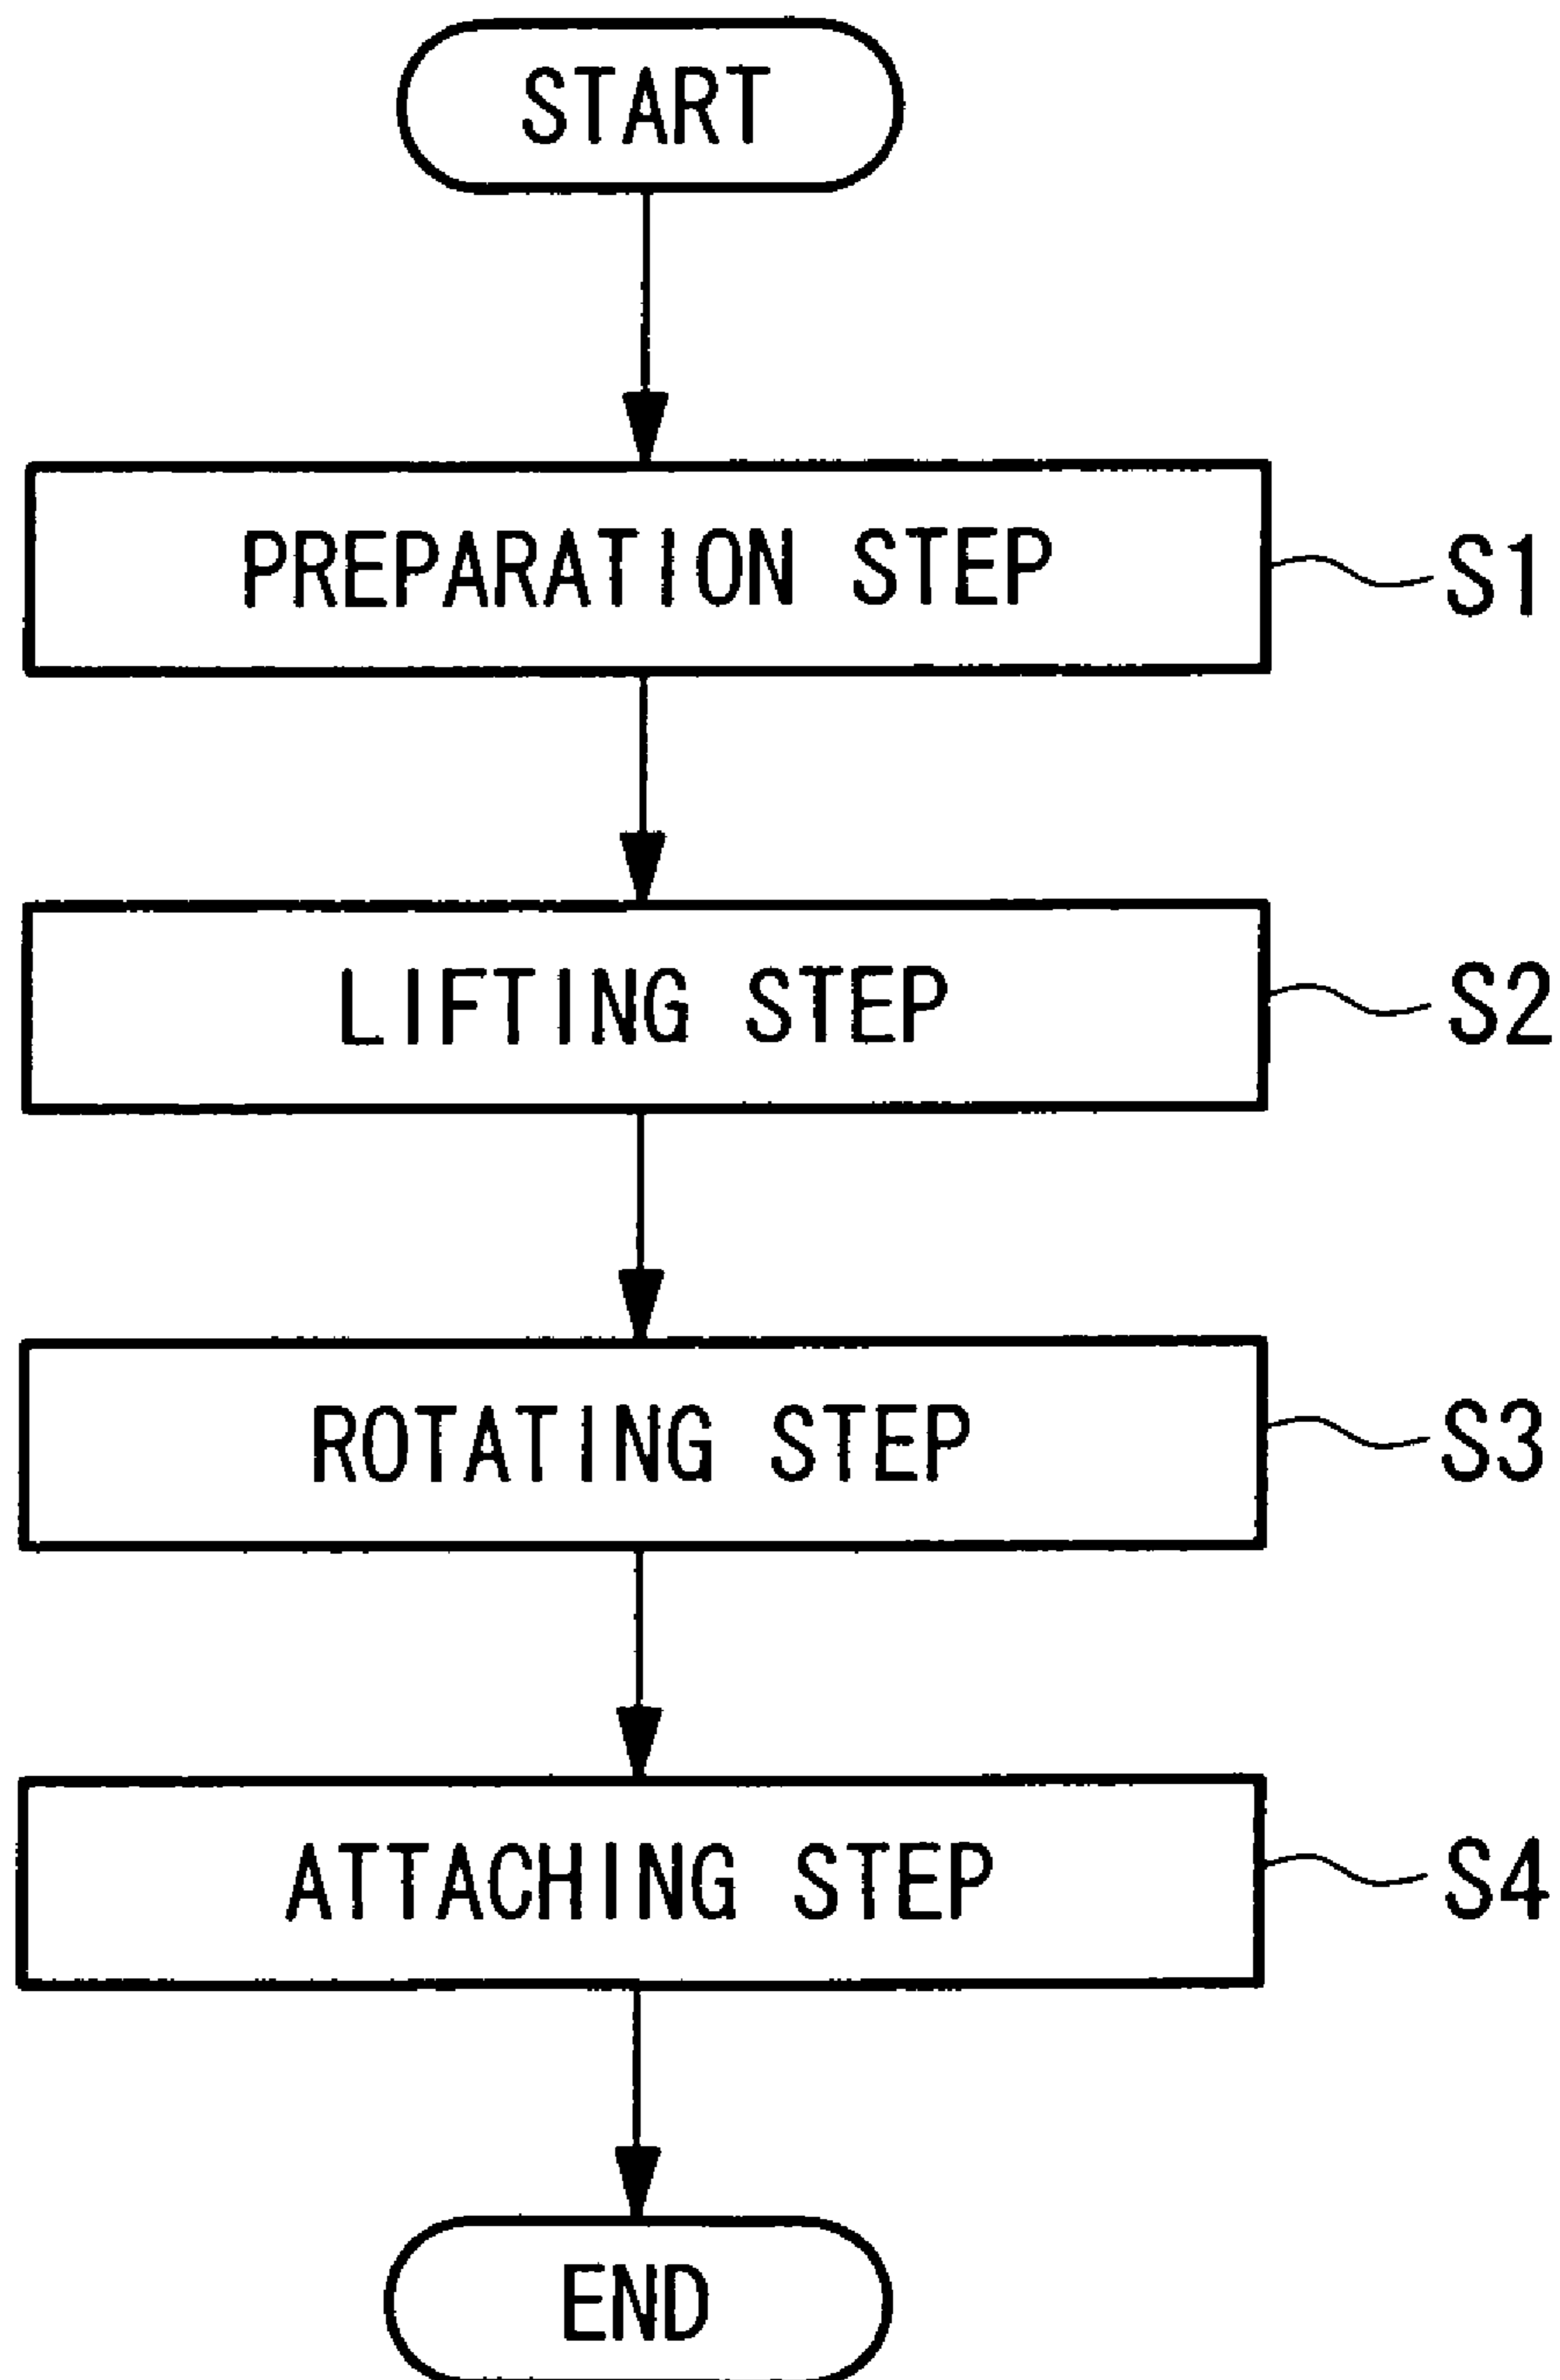 START
PREPARATION STEP
S1
LIFTING STEP
S2
ROTATING STEP
S3
ATTACHING STEP
S4
END